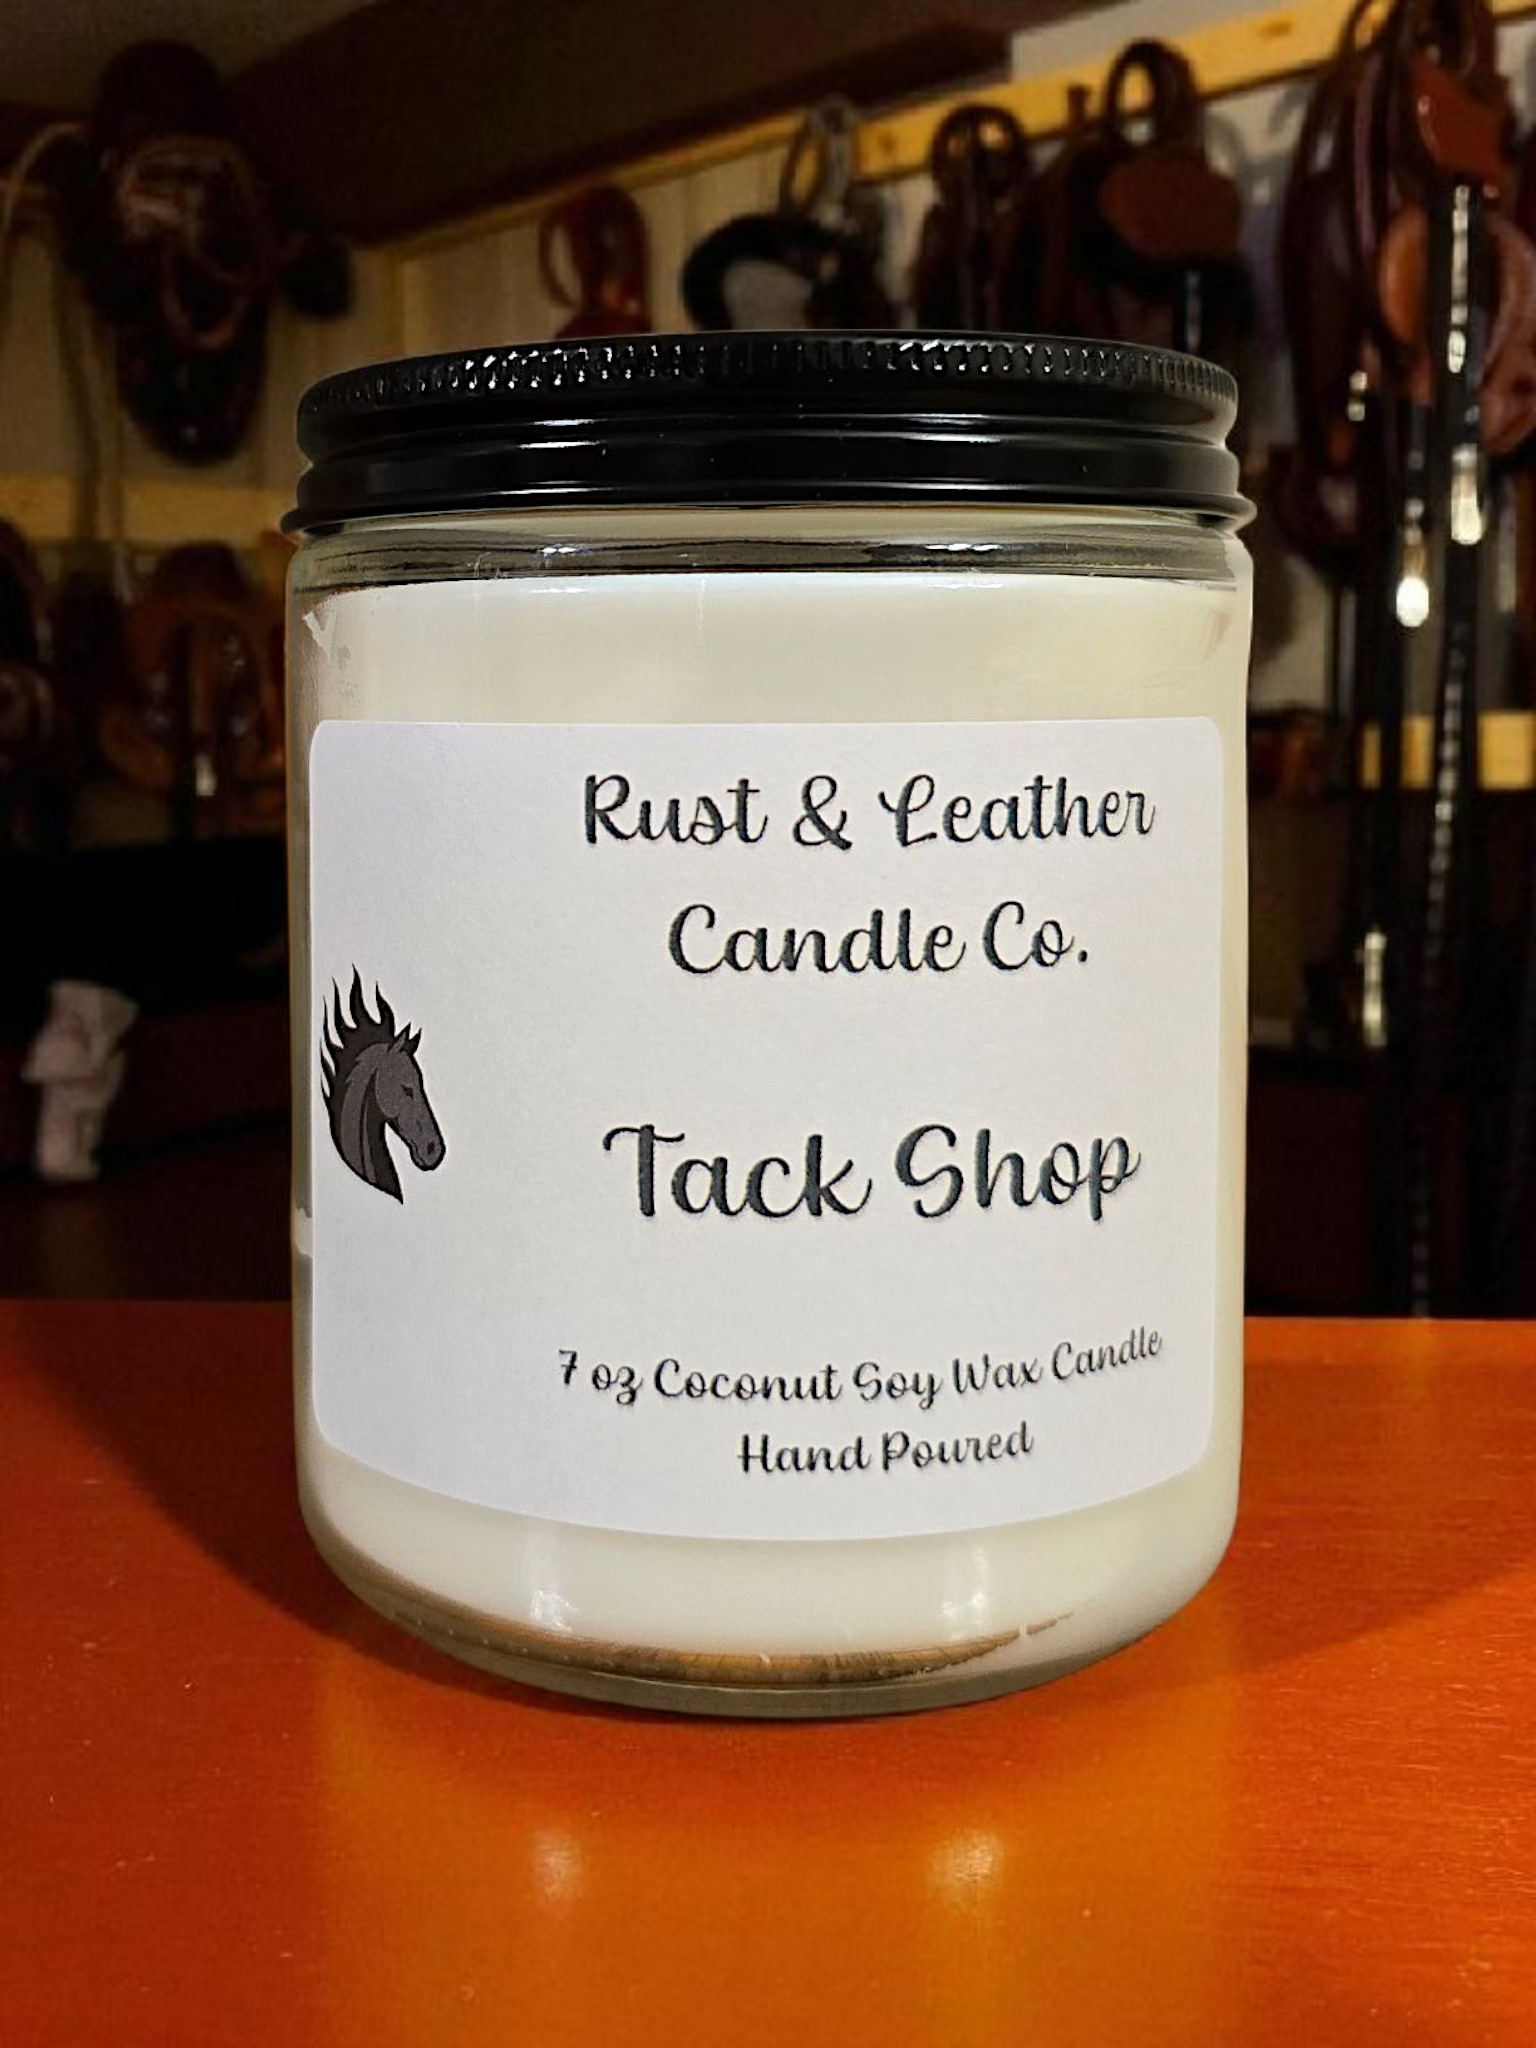 Rust & Leather
Candle Co.
Tack Shop
7 oz Coconut Soy Wax Candle
Hand Poured